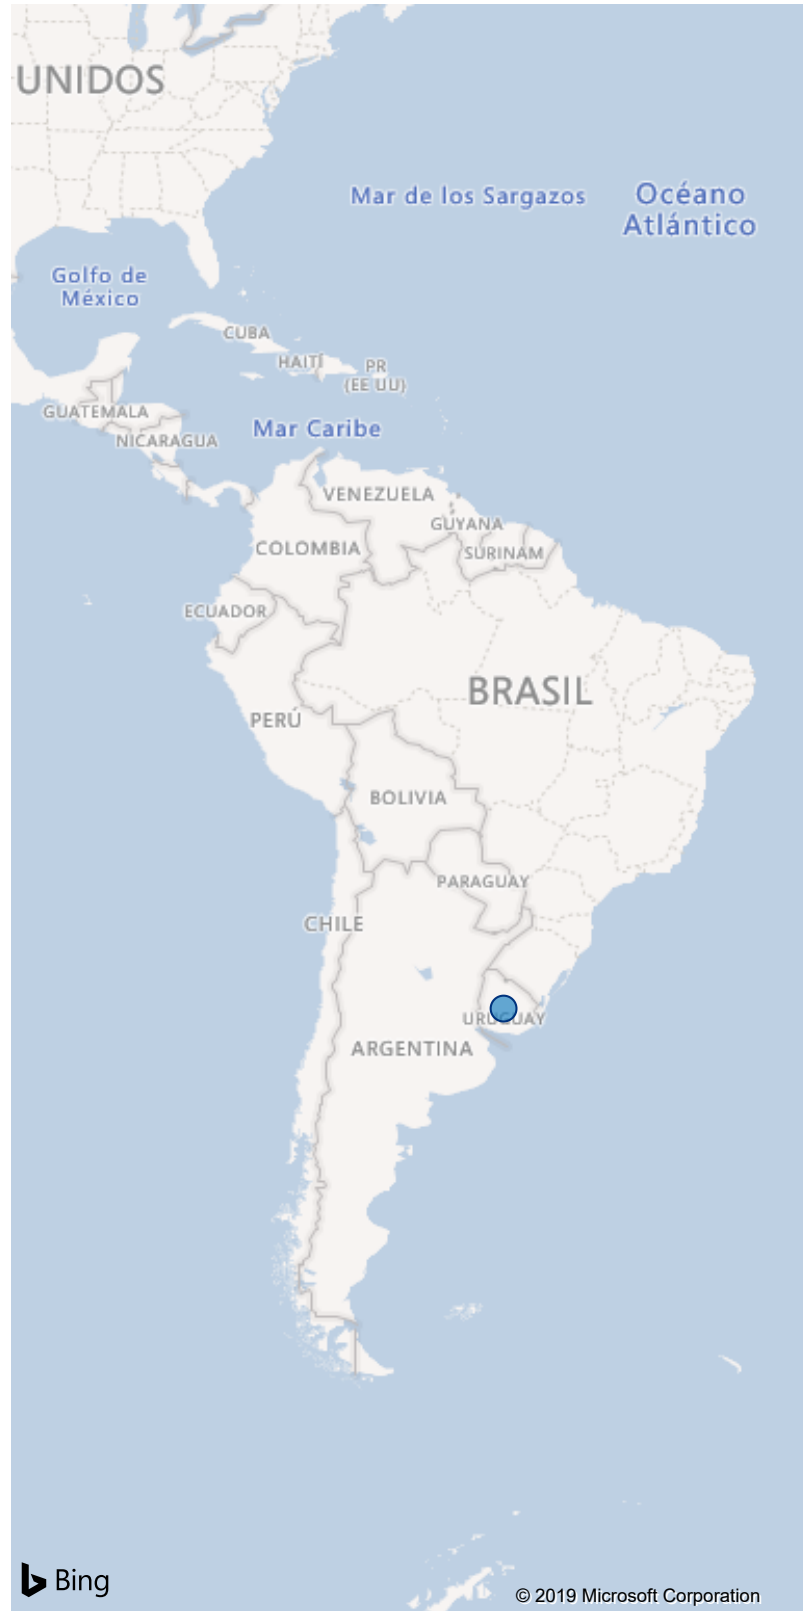 UNIDOS
Mar de los Sargazos
Océano
Atlántico
Golfo de
México
CUBA
HAITÍ
PR
(EE UU)
GUATEMALA
Mar Caribe
NICARAGUA
VENEZUELA
GUYANA
COLOMBIA
SURINAM
ECUADOR
BRASIL
PERÚ
BOLIVIA
PARAGUAY
CHILE
URUGUAY
ARGENTINA
Bing
© 2019 Microsoft Corporation